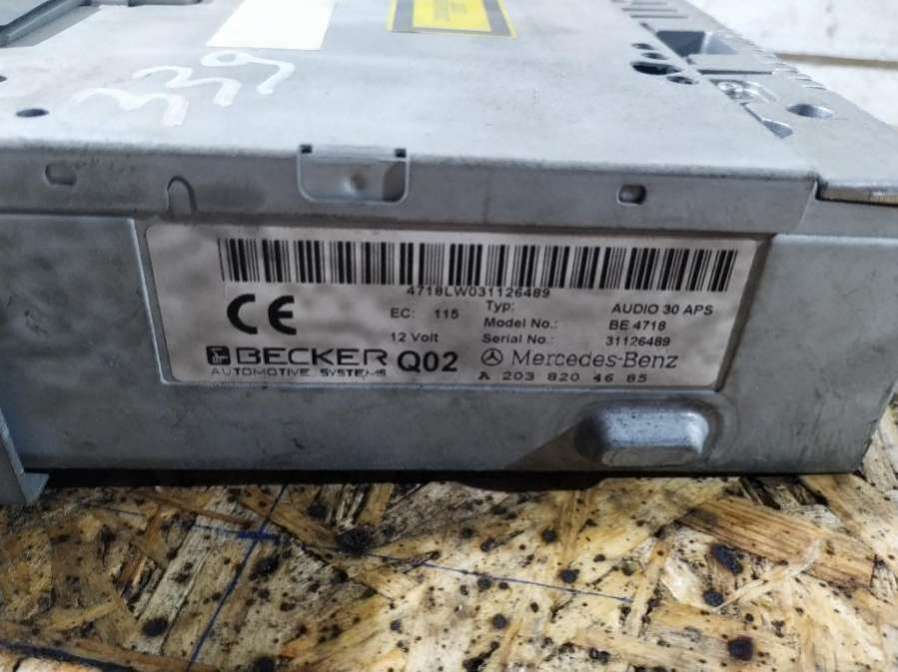 339
4718LW031126489
CE
EC: 115
Typ: AUDIO 30 APS
Model No.: BE 4718
12 Volt
Serial No.: 31126489
BECKER
AUTOMOTIVE SYSTEMS
Q02
Mercedes-Benz
A 203 820 46 85